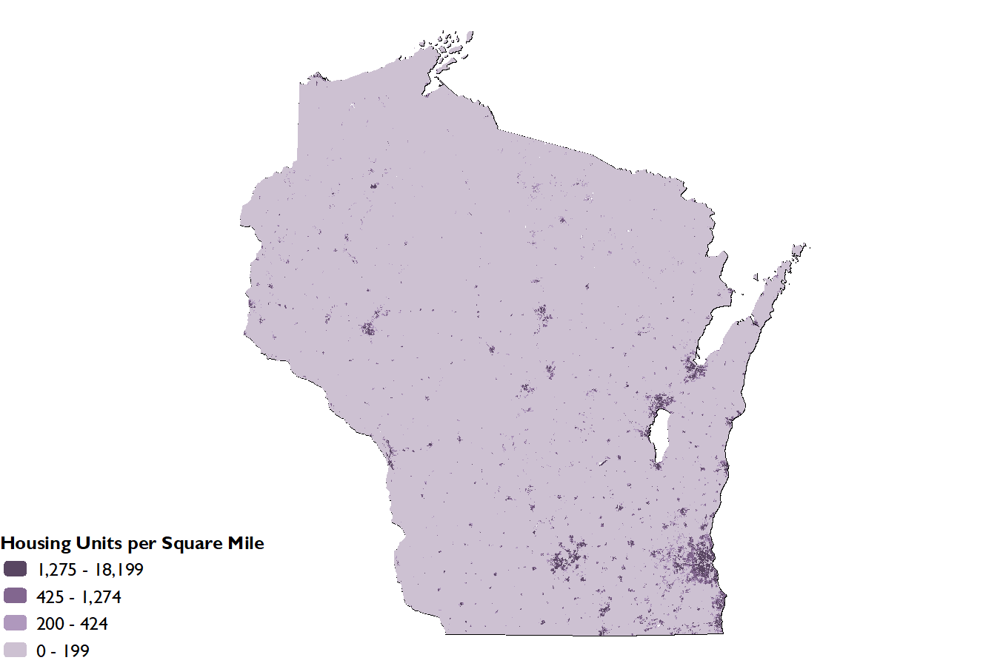 Housing Units per Square Mile
1,275 - 18,199
425 - 1,274
200 - 424
0 - 199